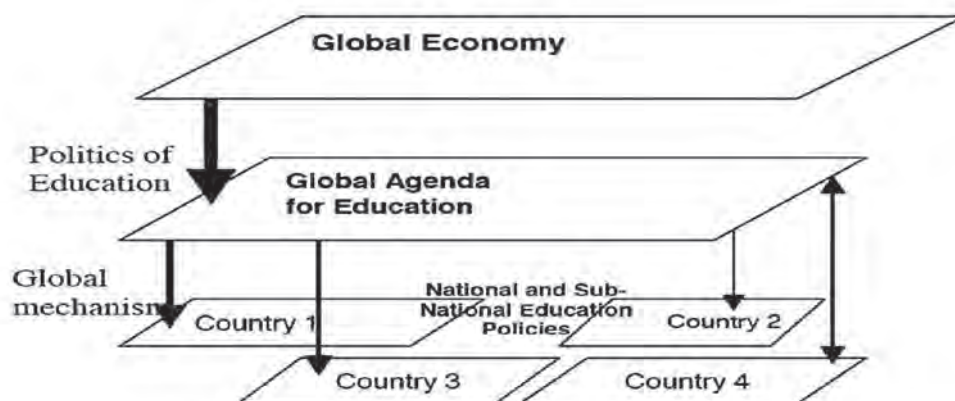 Global Economy
Politics of
Education
Global Agenda
for Education
Global
mechanism
National and Sub-
National Education
Policies
Country 1
Country 2
Country 3
Country 4